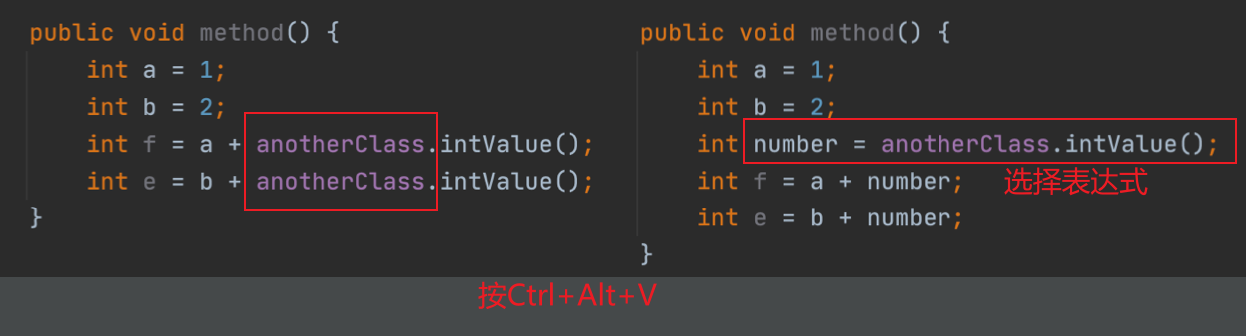 public void method() {
int a = 1;
int b = 2;
int f = a + anotherClass.intValue();
int e = b + anotherClass.intValue();
}
public void method() {
int a = 1;
int b = 2;
int number = anotherClass.intValue();
int f = a + number;
选择表达式
int e = b + number;
}
按Ctrl+Alt+V